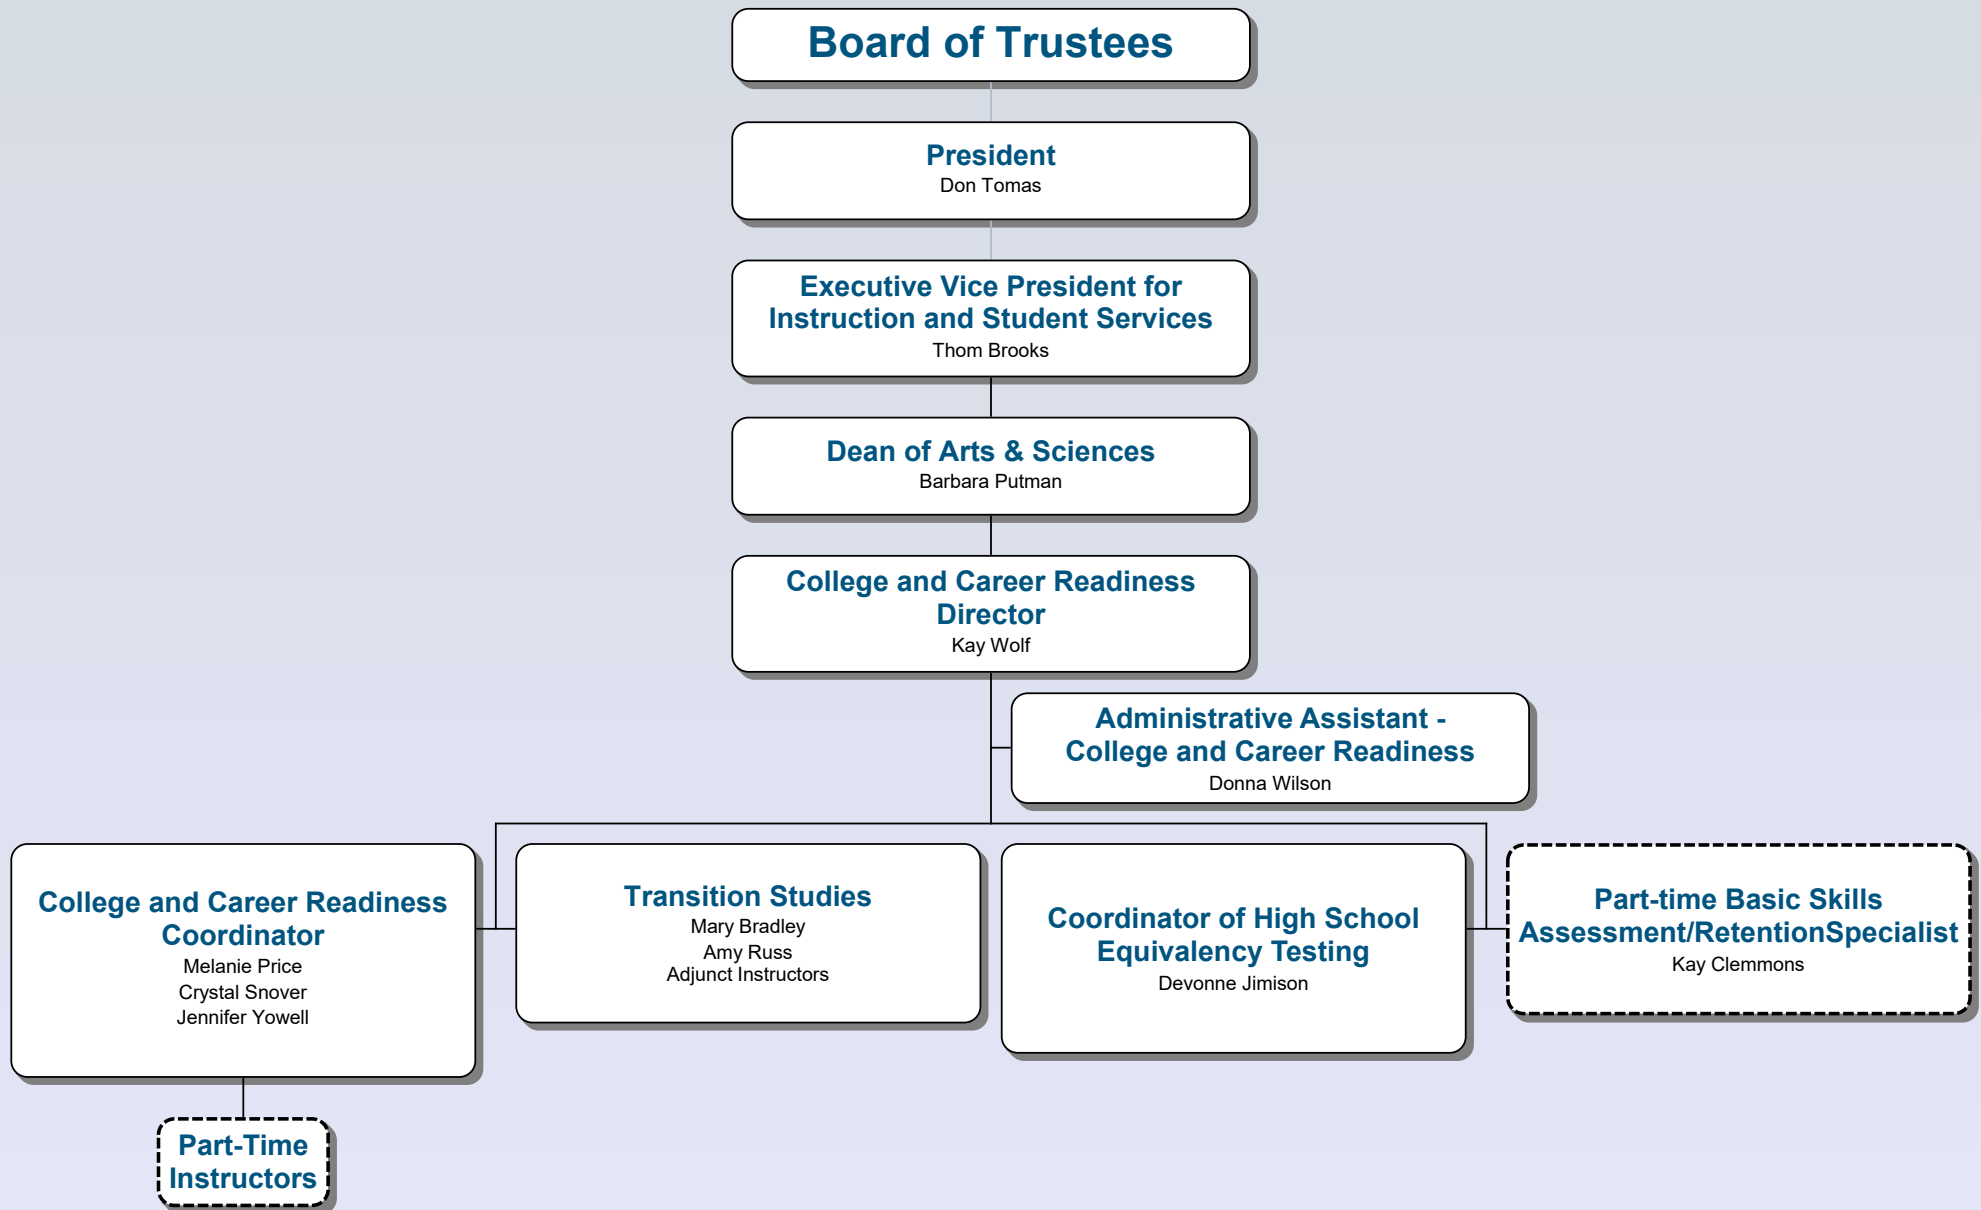 Board of Trustees
President
Don Tomas
Executive Vice President for
Instruction and Student Services
Thom Brooks
Dean of Arts & Sciences
Barbara Putman
College and Career Readiness
Director
Kay Wolf
Administrative Assistant -
College and Career Readiness
Donna Wilson
College and Career Readiness
Coordinator
Melanie Price
Crystal Snover
Jennifer Yowell
Transition Studies
Mary Bradley
Amy Russ
Adjunct Instructors
Coordinator of High School
Equivalency Testing
Devonne Jimison
Part-time Basic Skills
Assessment/RetentionSpecialist
Kay Clemmons
Part-Time
Instructors